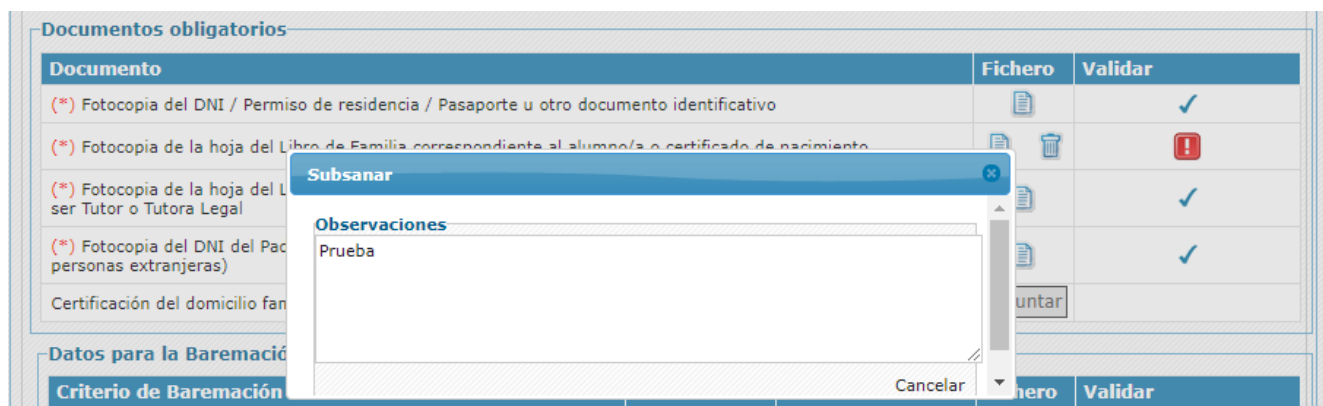 Documentos obligatorios
Documento Fichero Validar
(*) Fotocopia del DNI / Permiso de residencia / Pasaporte u otro documento identificativo
(*) Fotocopia de la hoja del Libro de Familia correspondiente al alumno/a o certificado de nacimiento
Subsanar
(*) Fotocopia de la hoja del L
ser Tutor o Tutora Legal
Observaciones
Prueba
(*) Fotocopia del DNI del Pad
personas extranjeras)
Certificación del domicilio fam
untar
Datos para la Baremació
Cancelar
Criterio de Baremación hero Validar